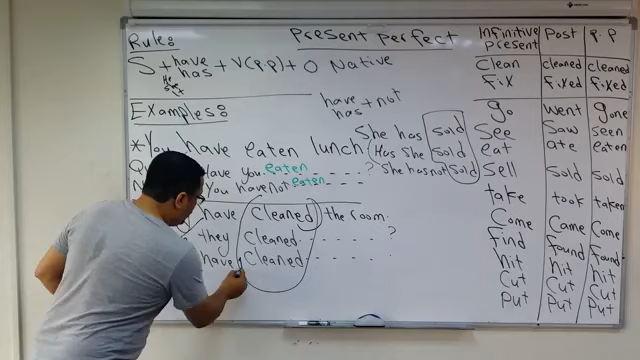 Rule:
Present perfect
S + have + V(p.p) + O Native
has
He
She
it
Examples:
have + not
has
*You have eaten lunch.
Have you eaten - - - - ?
You have not eaten - - - -
She has sold
Has She sold
She has not sold
have Cleaned the room.
they Cleaned - - - - ?
have Cleaned - - - - .
Infinitive Past P.P
present
Clean cleaned cleaned
fix fixed fixed
go went gone
See Saw seen
eat ate eaten
Sell sold sold
take took taken
Come Came Come
find found found
hit hit hit
Cut Cut Cut
put put put